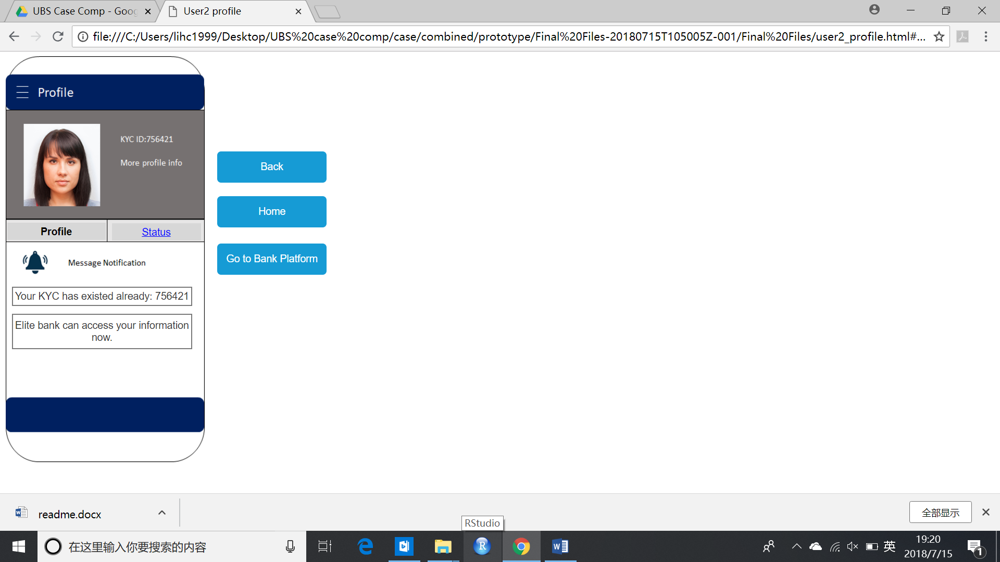 UBS Case Comp - Goog
User2 profile
file:///C:/Users/lihc1999/Desktop/UBS%20case%20comp/case/combined/prototype/Final%20Files-20180715T105005Z-001/Final%20Files/user2_profile.html#...
Profile
KYC ID:756421
More profile info
Profile
Status
Message Notification
Your KYC has existed already: 756421
Elite bank can access your information
now.
Back
Home
Go to Bank Platform
readme.docx
全部显示
RStudio
在这里输入你要搜索的内容
英
19:20
2018/7/15
1